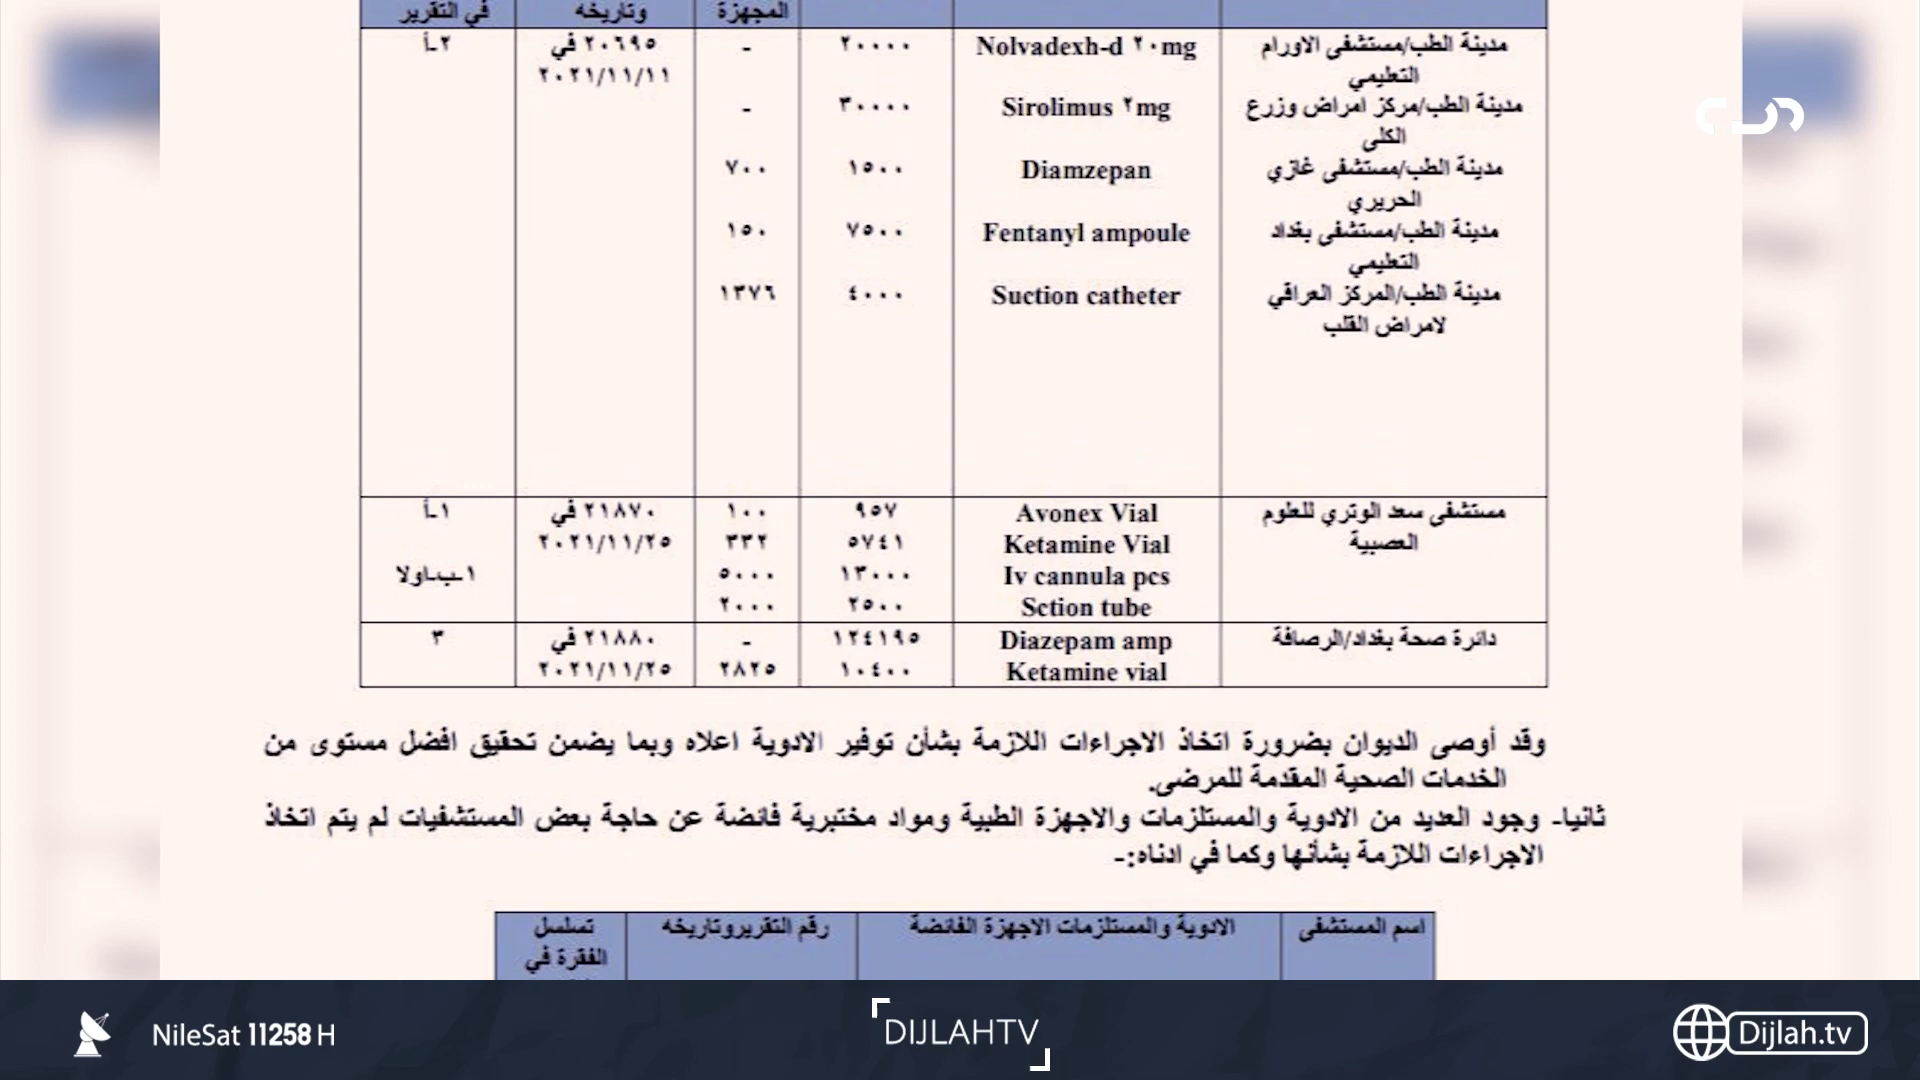 المجهزة وتاريخه في التقرير
مدينة الطب/مستشفى الاورام Nolvadexh-d ٢٠mg ٢٠٠٠٠ - ٢٠٦٩٥ في ٢-أ
التعليمي ٢٠٢١/١١/١١
مدينة الطب/مركز امراض وزرع Sirolimus ٢mg ٣٠٠٠٠ -
الكلى
مدينة الطب/مستشفى غازي Diamzepan ١٥٠٠ ٧٠٠
الحريري
مدينة الطب/مستشفى بغداد Fentanyl ampoule ٧٥٠٠ ١٥٠
التعليمي
مدينة الطب/المركز العراقي Suction catheter ٤٠٠٠ ١٣٧٦
لامراض القلب
مستشفى سعد الوتري للعلوم Avonex Vial ٩٥٧ ١٠٠ ٢١٨٧٠ في ١-أ
العصبية Ketamine Vial ٥٧٤١ ٣٣٢ ٢٠٢١/١١/٢٥
Iv cannula pcs ١٣٠٠٠ ٥٠٠٠ ١-ب-اولا
Sction tube ٢٥٠٠ ٢٠٠٠
دائرة صحة بغداد/الرصافة Diazepam amp ١٢٤١٩٥ - ٢١٨٨٠ في ٣
Ketamine vial ١٠٤٠٠ ٢٨٢٥ ٢٠٢١/١١/٢٥
وقد أوصى الديوان بضرورة اتخاذ الاجراءات اللازمة بشأن توفير الادوية اعلاه وبما يضمن تحقيق افضل مستوى من
الخدمات الصحية المقدمة للمرضى.
ثانيا- وجود العديد من الادوية والمستلزمات والاجهزة الطبية ومواد مختبرية فائضة عن حاجة بعض المستشفيات لم يتم اتخاذ
الاجراءات اللازمة بشأنها وكما في ادناه:-
اسم المستشفى الادوية والمستلزمات الاجهزة الفائضة رقم التقريروتاريخه تسلسل
الفقرة في
NileSat 11258 H DIJLAHTV Dijlah.tv